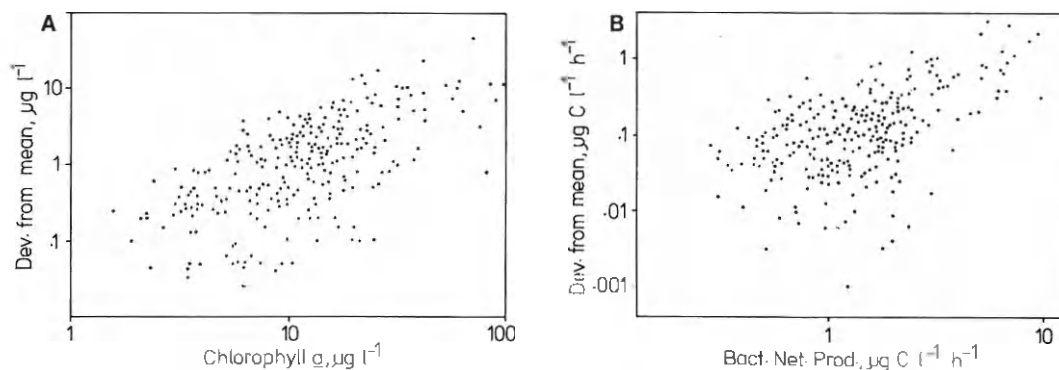 A
Dev. from mean, µg l⁻¹
10
1
.1
1
10
100
Chlorophyll a, µg l⁻¹
B
Dev. from mean, µg C l⁻¹ h⁻¹
1
.1
.01
.001
1
10
Bact. Net. Prod., µg C l⁻¹ h⁻¹